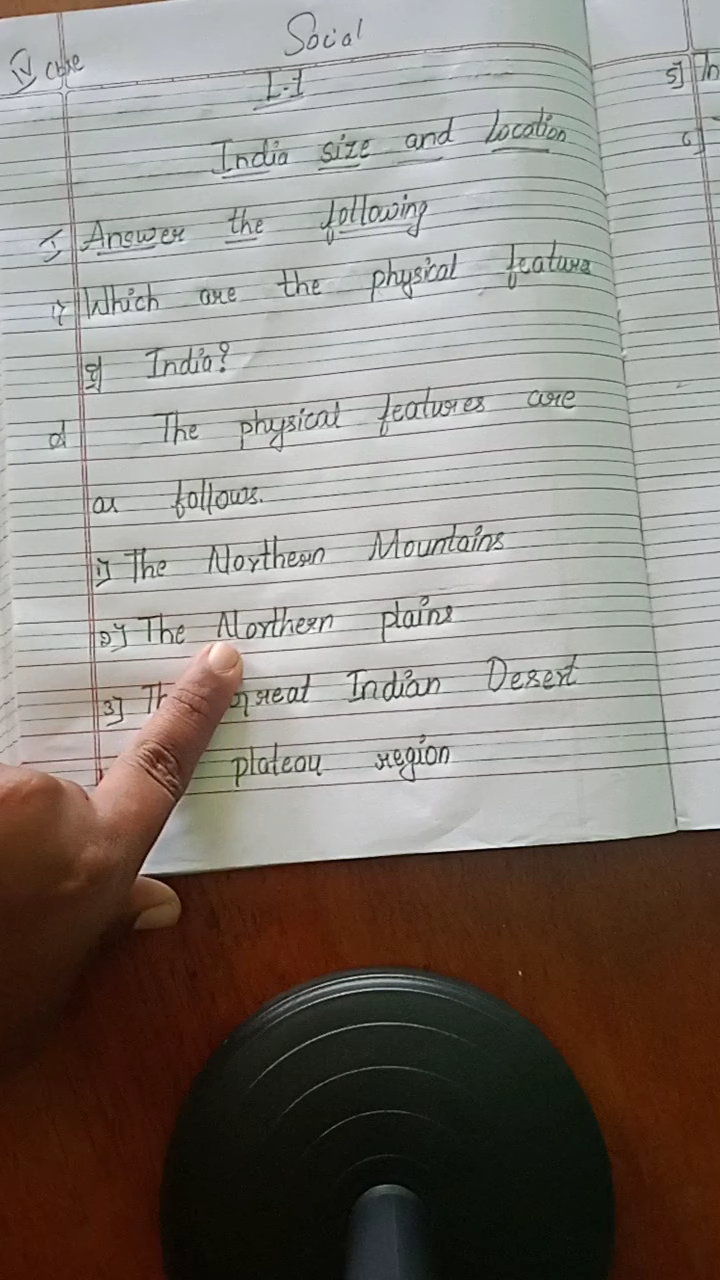 Social
IV
L-1
India size and location
I) Answer the following
1) Which are the physical feature
of India?
d The physical features are
as follows.
1) The Northern Mountains
2) The Northern plains
3] great Indian Desert
plateau region
5]
6]